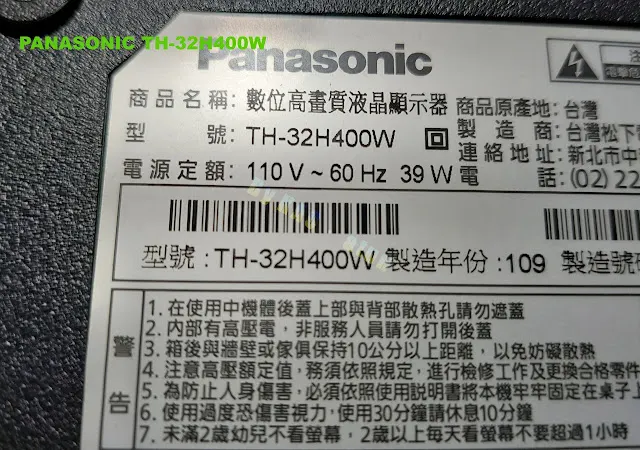 PANASONIC TH-32H400W
Panasonic
商品名稱: 數位高畫質液晶顯示器
型 號: TH-32H400W
電源定額: 110 V ~ 60 Hz 39 W
商品原產地: 台灣
製 造 商: 台灣松下
連絡地址: 新北市中
電 話: (02) 22
型號 : TH-32H400W 製造年份 : 109 製造號
警告
1. 在使用中機體後蓋上部與背部散熱孔請勿遮蓋
2. 內部有高壓電，非服務人員請勿打開後蓋
3. 箱後與牆壁或傢俱保持10公分以上距離，以免妨礙散熱
4. 注意高壓額定值，務須依照規定，進行檢修工作及更換合格零件
5. 為防止人身傷害，必須依照使用說明書將本機牢牢固定在桌子上
6. 使用過度恐傷害視力，使用30分鐘請休息10分鐘
7. 未滿2歲幼兒不看螢幕，2歲以上每天看螢幕不要超過1小時